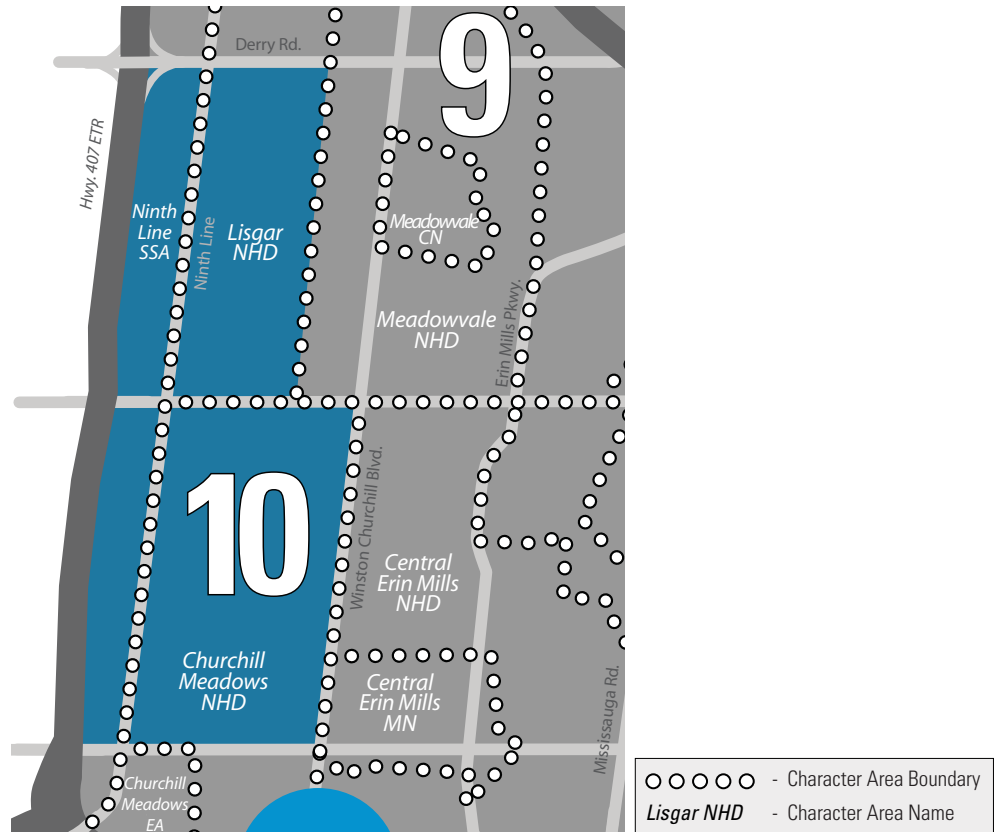 Derry Rd.
9
Hwy. 407 ETR
Ninth
Line
SSA
Ninth Line
Lisgar
NHD
Meadowvale
CN
Meadowvale
NHD
Erin Mills Pkwy.
10
Winston Churchill Blvd.
Central
Erin Mills
NHD
Churchill
Meadows
NHD
Central
Erin Mills
MN
Mississauga Rd.
Churchill
Meadows
EA
- Character Area Boundary
Lisgar NHD - Character Area Name